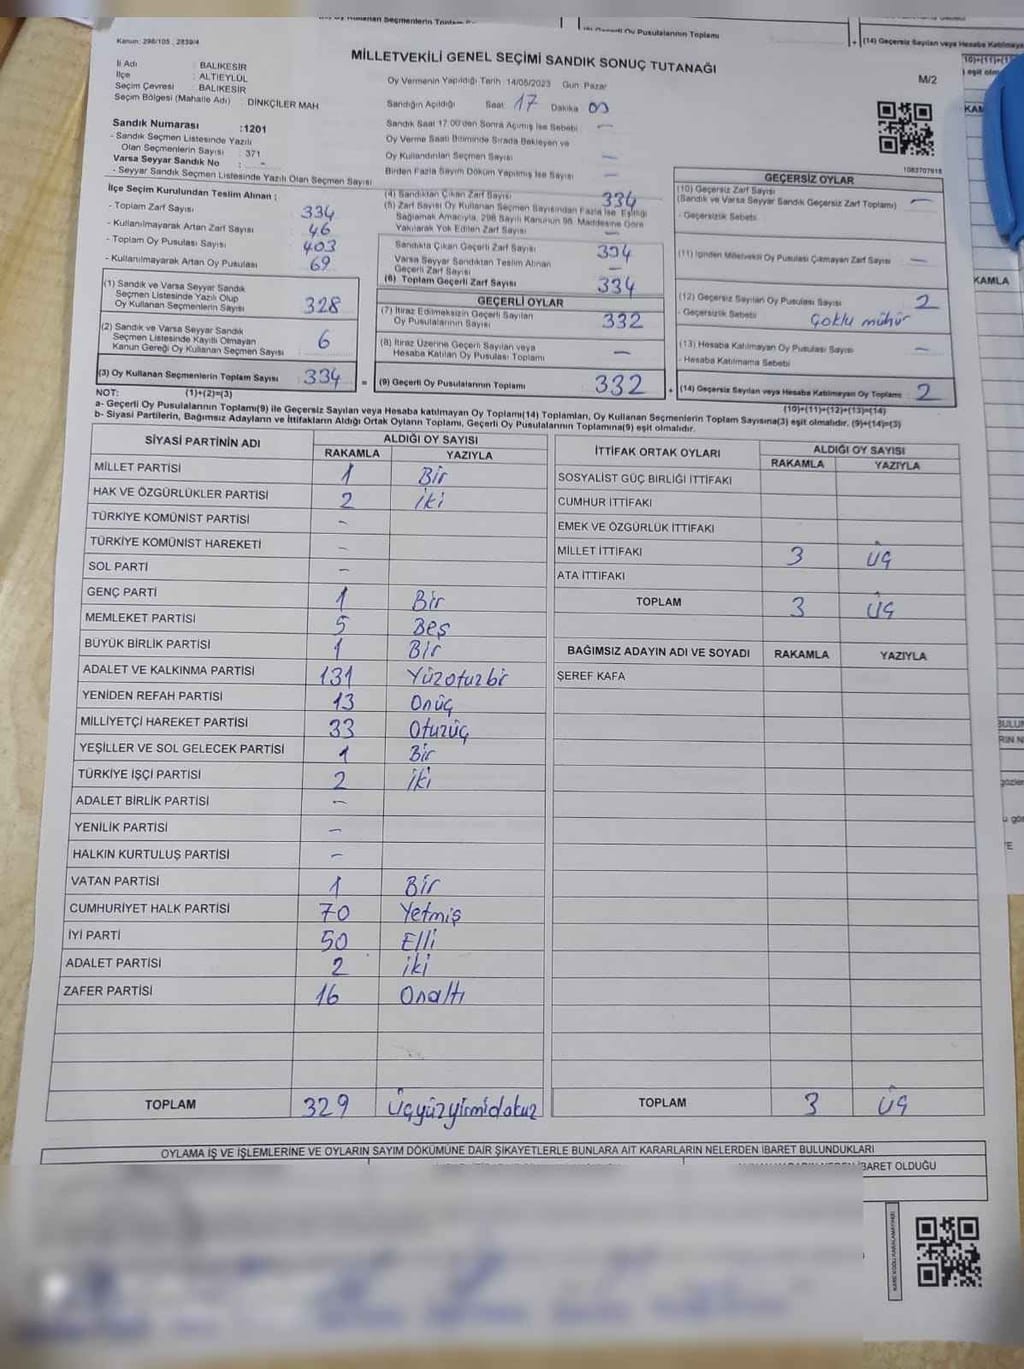 (14) Geçersiz Sayılan veya Hesaba Katılmayan
Kanun: 298/105 : 2839/4
MİLLETVEKİLİ GENEL SEÇİMİ SANDIK SONUÇ TUTANAĞI
M/2
İl Adı : BALIKESİR
İlçe : ALTIEYLÜL
Seçim Çevresi : BALIKESİR
Seçim Bölgesi (Mahalle Adı) : DİNKÇİLER MAH
Oy Vermenin Yapıldığı Tarih 14/05/2023 Gün Pazar
Sandığın Açıldığı Saat 17 Dakika 00
Sandık Saat 17:00'den Sonra Açılmış İse Sebebi —
Oy Verme Saati Bitiminde Sırada Bekleyen ve
Oy Kullandırılan Seçmen Sayısı —
Birden Fazla Sayım Döküm Yapılmış İse Sayısı —
Sandık Numarası :1201
- Sandık Seçmen Listesinde Yazılı
Olan Seçmenlerin Sayısı : 371
Varsa Seyyar Sandık No : -
- Seyyar Sandık Seçmen Listesinde Yazılı Olan Seçmen Sayısı
İlçe Seçim Kurulundan Teslim Alınan :
- Toplam Zarf Sayısı 334
- Kullanılmayarak Artan Zarf Sayısı 46
- Toplam Oy Pusulası Sayısı 403
- Kullanılmayarak Artan Oy Pusulası 69
(1) Sandık ve Varsa Seyyar Sandık
Seçmen Listesinde Yazılı Olup
Oy Kullanan Seçmenlerin Sayısı 328
(2) Sandık ve Varsa Seyyar Sandık
Seçmen Listesinde Kayıtlı Olmayan
Kanun Gereği Oy Kullanan Seçmen Sayısı 6
(3) Oy Kullanan Seçmenlerin Toplam Sayısı 334
(4) Sandıktan Çıkan Zarf Sayısı 334
(5) Zarf Sayısı Oy Kullanan Seçmen Sayısından Fazla İse, Eşitliği
Sağlamak Amacıyla, 298 Sayılı Kanunun 98. Maddesine Göre
Yakılarak Yok Edilen Zarf Sayısı —
Sandıkta Çıkan Geçerli Zarf Sayısı 334
Varsa Seyyar Sandıktan Teslim Alınan
Geçerli Zarf Sayısı —
(6) Toplam Geçerli Zarf Sayısı 334
GEÇERLİ OYLAR
(7) İtiraz Edilmeksizin Geçerli Sayılan
Oy Pusulalarının Sayısı 332
(8) İtiraz Üzerine Geçerli Sayılan veya
Hesaba Katılan Oy Pusulası Toplamı —
= (9) Geçerli Oy Pusulalarının Toplamı 332
1083707918
GEÇERSİZ OYLAR
(10) Geçersiz Zarf Sayısı
(Sandık ve Varsa Seyyar Sandık Geçersiz Zarf Toplamı) —
- Geçersizlik Sebebi
(11) İçinden Milletvekili Oy Pusulası Çıkmayan Zarf Sayısı —
(12) Geçersiz Sayılan Oy Pusulası Sayısı 2
- Geçersizlik Sebebi Çoklu mühür
(13) Hesaba Katılmayan Oy Pusulası Sayısı —
- Hesaba Katılmama Sebebi
+ (14) Geçersiz Sayılan veya Hesaba Katılmayan Oy Toplamı 2
NOT: (1)+(2)=(3)
(10)+(11)+(12)+(13)=(14)
a- Geçerli Oy Pusulalarının Toplamı(9) ile Geçersiz Sayılan veya Hesaba katılmayan Oy Toplamı(14) Toplamları, Oy Kullanan Seçmenlerin Toplam Sayısına(3) eşit olmalıdır. (9)+(14)=(3)
b- Siyasi Partilerin, Bağımsız Adayların ve İttifakların Aldığı Ortak Oyların Toplamı, Geçerli Oy Pusulalarının Toplamına(9) eşit olmalıdır.
SİYASİ PARTİNİN ADI ALDIĞI OY SAYISI
RAKAMLA YAZIYLA
MİLLET PARTİSİ 1 Bir
HAK VE ÖZGÜRLÜKLER PARTİSİ 2 iki
TÜRKİYE KOMÜNİST PARTİSİ –
TÜRKİYE KOMÜNİST HAREKETİ –
SOL PARTİ –
GENÇ PARTİ 1 Bir
MEMLEKET PARTİSİ 5 Beş
BÜYÜK BİRLİK PARTİSİ 1 Bir
ADALET VE KALKINMA PARTİSİ 131 Yüzotuzbir
YENİDEN REFAH PARTİSİ 13 Onüç
MİLLİYETÇİ HAREKET PARTİSİ 33 Otuzüç
YEŞİLLER VE SOL GELECEK PARTİSİ 1 Bir
TÜRKİYE İŞÇİ PARTİSİ 2 iki
ADALET BİRLİK PARTİSİ –
YENİLİK PARTİSİ –
HALKIN KURTULUŞ PARTİSİ –
VATAN PARTİSİ 1 Bir
CUMHURİYET HALK PARTİSİ 70 Yetmiş
İYİ PARTİ 50 Elli
ADALET PARTİSİ 2 iki
ZAFER PARTİSİ 16 Onaltı
TOPLAM 329 Üçyüzyirmidokuz
İTTİFAK ORTAK OYLARI ALDIĞI OY SAYISI
RAKAMLA YAZIYLA
SOSYALİST GÜÇ BİRLİĞİ İTTİFAKI
CUMHUR İTTİFAKI
EMEK VE ÖZGÜRLÜK İTTİFAKI
MİLLET İTTİFAKI 3 Üç
ATA İTTİFAKI
TOPLAM 3 Üç
BAĞIMSIZ ADAYIN ADI VE SOYADI RAKAMLA YAZIYLA
ŞEREF KAFA
TOPLAM 3 Üç
OYLAMA İŞ VE İŞLEMLERİNE VE OYLARIN SAYIM DÖKÜMÜNE DAİR ŞİKAYETLERLE BUNLARA AİT KARARLARIN NELERDEN İBARET BULUNDUKLARI
İBARET OLDUĞU